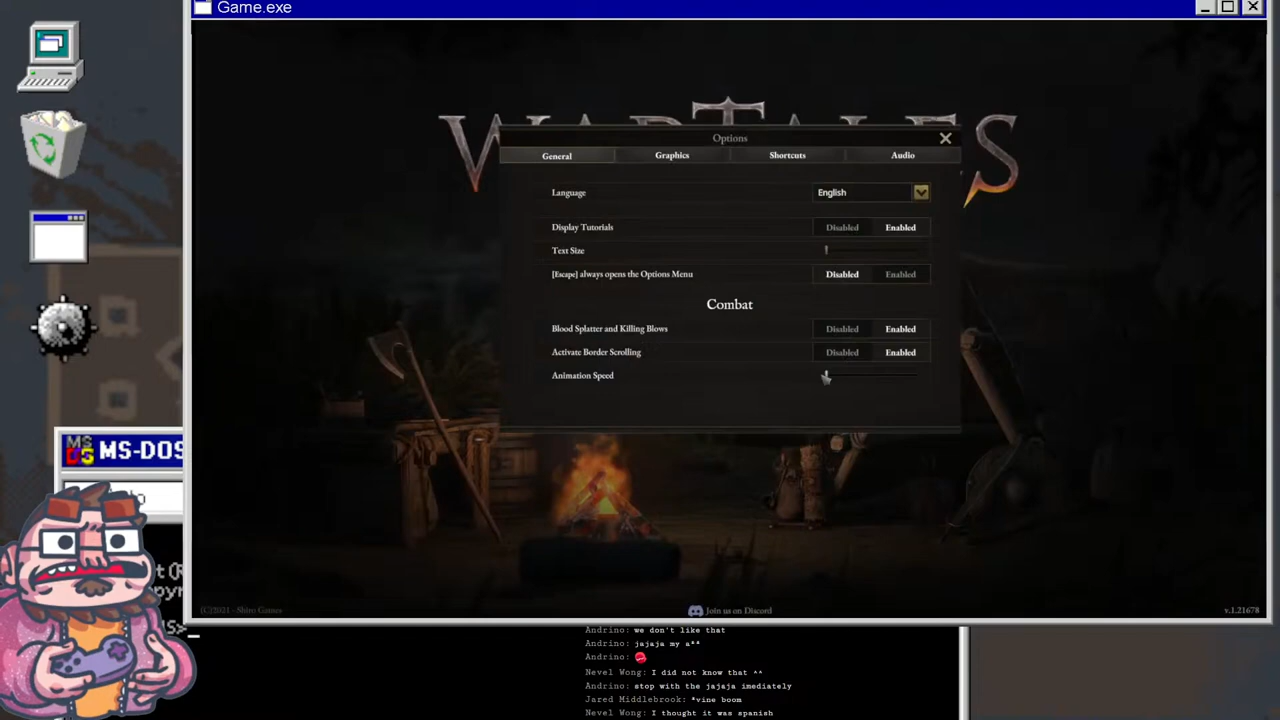 Game.exe
WARTALES
Options
General Graphics Shortcuts Audio
Language English
Display Tutorials Disabled Enabled
Text Size
[Escape] always opens the Options Menu Disabled Enabled
Combat
Blood Splatter and Killing Blows Disabled Enabled
Activate Border Scrolling Disabled Enabled
Animation Speed
MS-DOS
(C)2021 - Shiro Games
Join us on Discord
v.1.21678
Andrino: we don't like that
Andrino: jajaja my a**
Andrino:
Nevel Wong: I did not know that ^^
Andrino: stop with the jajaja imediately
Jared Middlebrook: *vine boom
Nevel Wong: I thought it was spanish